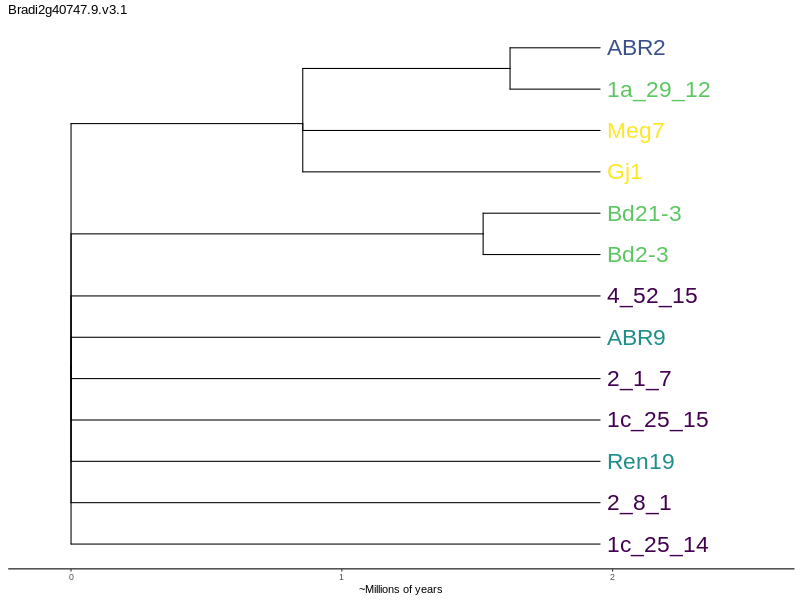 Bradi2g40747.9.v3.1
ABR2
1a_29_12
Meg7
Gj1
Bd21-3
Bd2-3
4_52_15
ABR9
2_1_7
1c_25_15
Ren19
2_8_1
1c_25_14
0 1 2
~Millions of years